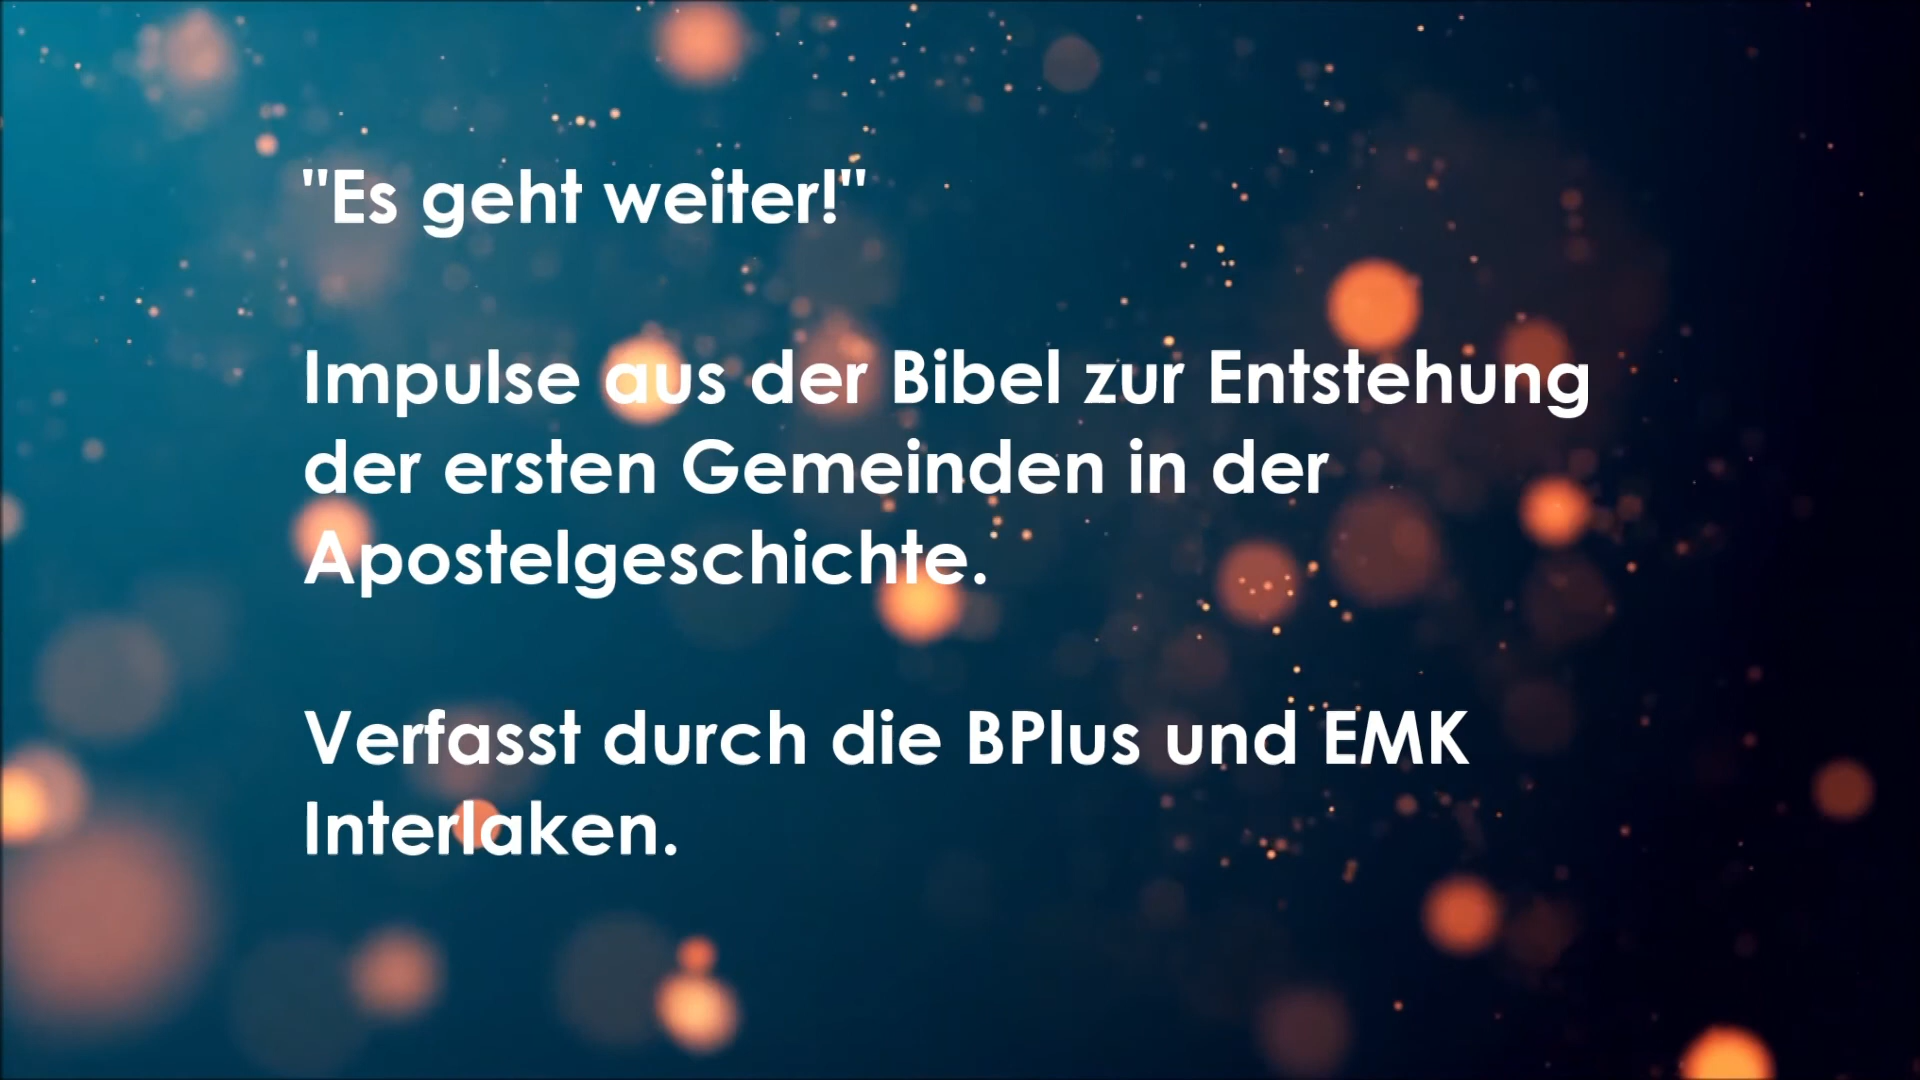 "Es geht weiter!"
Impulse aus der Bibel zur Entstehung
der ersten Gemeinden in der
Apostelgeschichte.
Verfasst durch die BPlus und EMK
Interlaken.